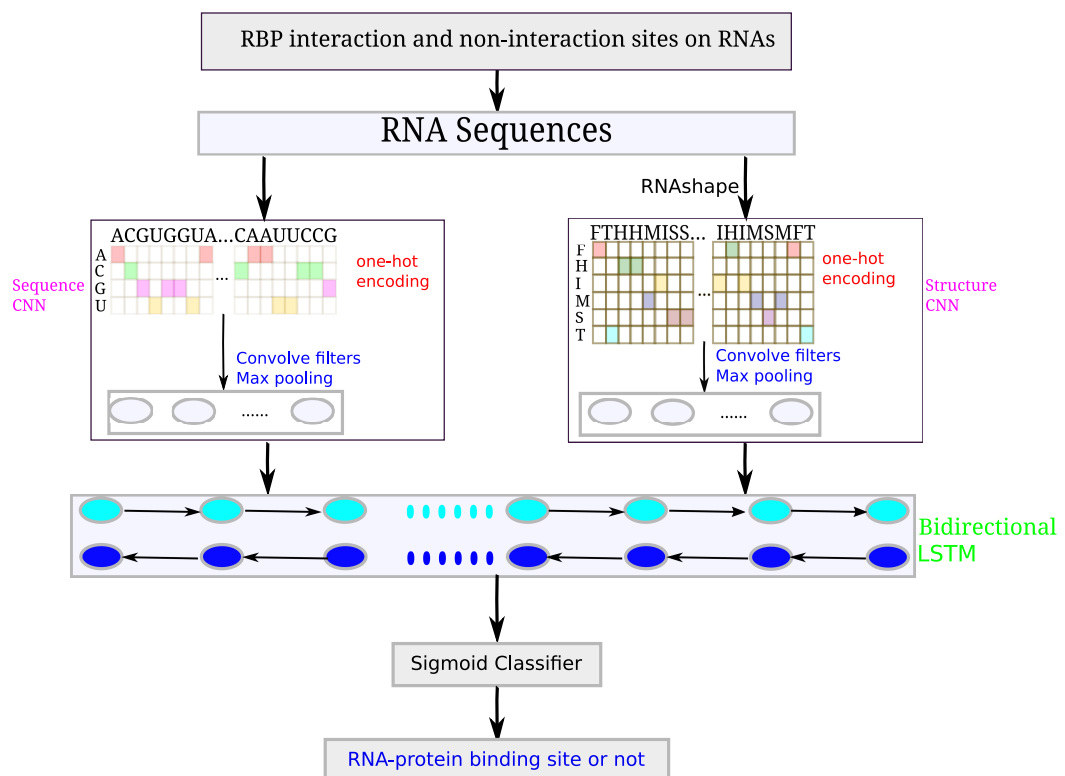 RBP interaction and non-interaction sites on RNAs
RNA Sequences
RNAshape
ACGUGGUA...CAAUUCCG
A
C
G
U
...
one-hot
encoding
Sequence
CNN
Convolve filters
Max pooling
......
FTHHMISS... IHIMSMFT
F
H
I
M
S
T
...
one-hot
encoding
Structure
CNN
Convolve filters
Max pooling
......
Bidirectional
LSTM
Sigmoid Classifier
RNA-protein binding site or not